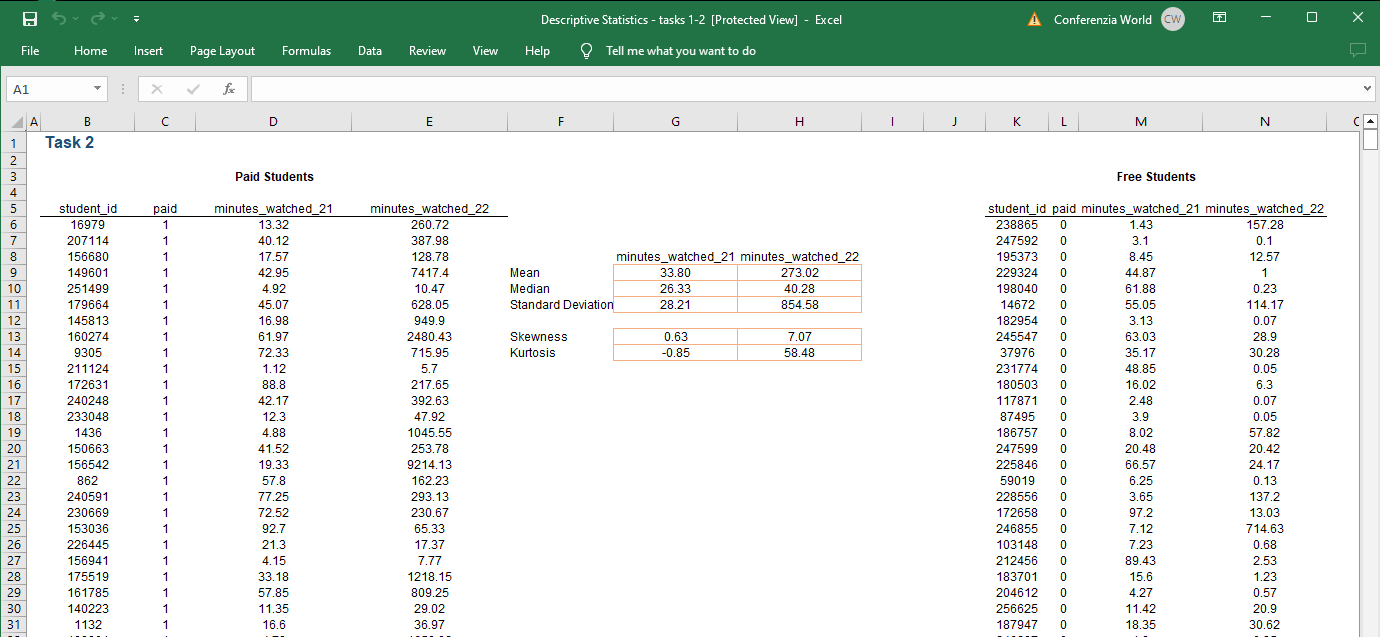 Descriptive Statistics - tasks 1-2 [Protected View] - Excel
Conferenzia World CW
File Home Insert Page Layout Formulas Data Review View Help Tell me what you want to do
A1 fx
A B C D E F G H I J K L M N
1 Task 2
2
3 Paid Students Free Students
4
5 student_id paid minutes_watched_21 minutes_watched_22 student_id paid minutes_watched_21 minutes_watched_22
6 16979 1 13.32 260.72 238865 0 1.43 157.28
7 207114 1 40.12 387.98 247592 0 3.1 0.1
8 156680 1 17.57 128.78 minutes_watched_21 minutes_watched_22 195373 0 8.45 12.57
9 149601 1 42.95 7417.4 Mean 33.80 273.02 229324 0 44.87 1
10 251499 1 4.92 10.47 Median 26.33 40.28 198040 0 61.88 0.23
11 179664 1 45.07 628.05 Standard Deviation 28.21 854.58 14672 0 55.05 114.17
12 145813 1 16.98 949.9 182954 0 3.13 0.07
13 160274 1 61.97 2480.43 Skewness 0.63 7.07 245547 0 63.03 28.9
14 9305 1 72.33 715.95 Kurtosis -0.85 58.48 37976 0 35.17 30.28
15 211124 1 1.12 5.7 231774 0 48.85 0.05
16 172631 1 88.8 217.65 180503 0 16.02 6.3
17 240248 1 42.17 392.63 117871 0 2.48 0.07
18 233048 1 12.3 47.92 87495 0 3.9 0.05
19 1436 1 4.88 1045.55 186757 0 8.02 57.82
20 150663 1 41.52 253.78 247599 0 20.48 20.42
21 156542 1 19.33 9214.13 225846 0 66.57 24.17
22 862 1 57.8 162.23 59019 0 6.25 0.13
23 240591 1 77.25 293.13 228556 0 3.65 137.2
24 230669 1 72.52 230.67 172658 0 97.2 13.03
25 153036 1 92.7 65.33 246855 0 7.12 714.63
26 226445 1 21.3 17.37 103148 0 7.23 0.68
27 156941 1 4.15 7.77 212456 0 89.43 2.53
28 175519 1 33.18 1218.15 183701 0 15.6 1.23
29 161785 1 57.85 809.25 204612 0 4.27 0.57
30 140223 1 11.35 29.02 256625 0 11.42 20.9
31 1132 1 16.6 36.97 187947 0 18.35 30.62